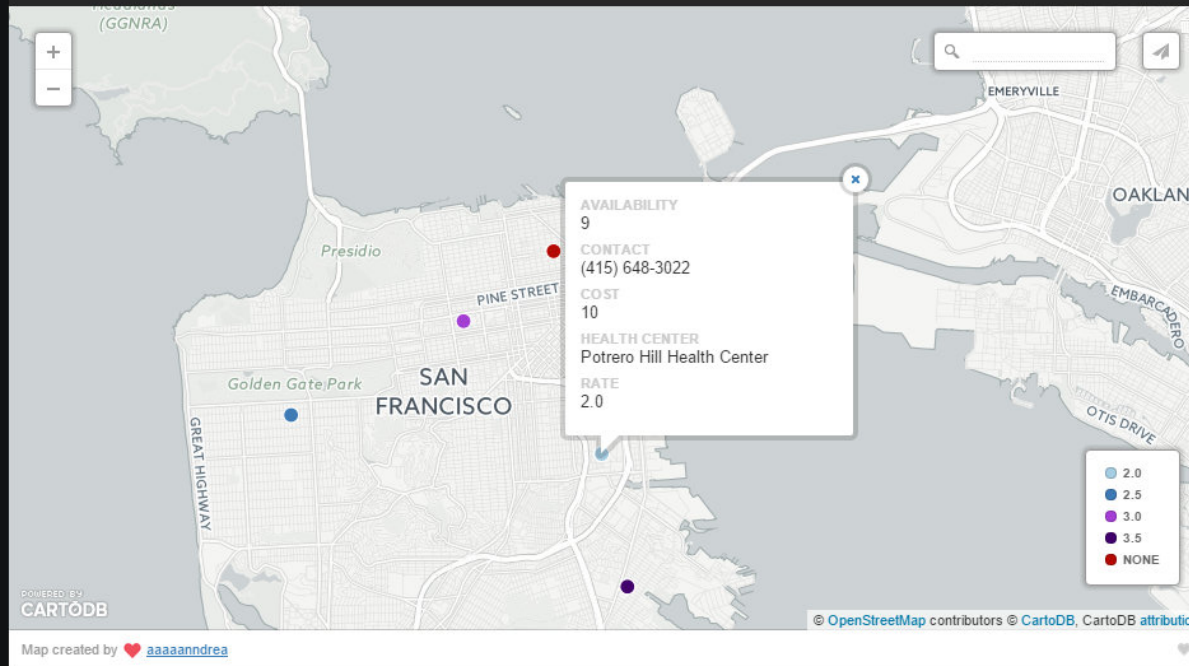 Headlands
(GGNRA)
+
−
EMERYVILLE
OAKLAN
AVAILABILITY
9
CONTACT
(415) 648-3022
COST
10
HEALTH CENTER
Potrero Hill Health Center
RATE
2.0
Presidio
PINE STREET
EMBARCADERO
Golden Gate Park
SAN
FRANCISCO
GREAT HIGHWAY
OTIS DRIVE
2.0
2.5
3.0
3.5
NONE
POWERED BY
CARTODB
© OpenStreetMap contributors © CartoDB, CartoDB attributio
Map created by ❤ aaaaanndrea